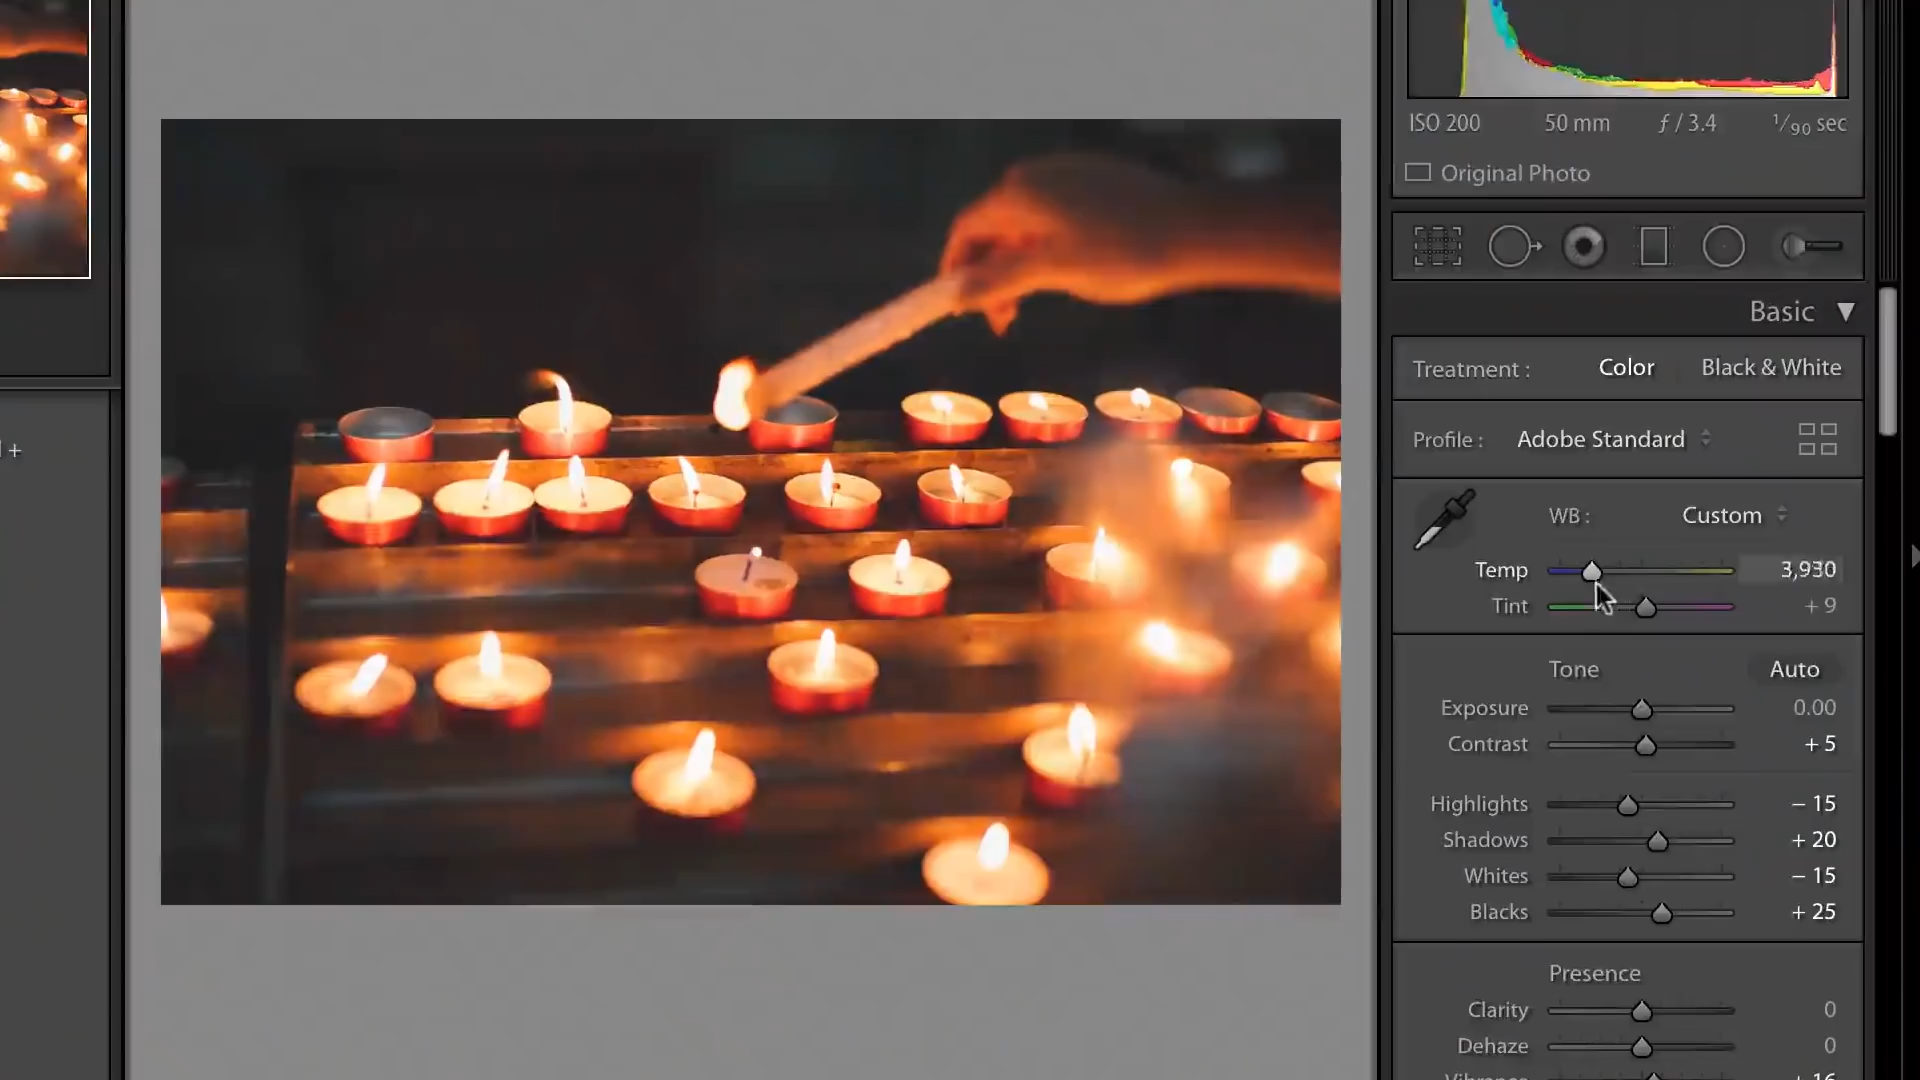 +
ISO 200 50 mm ƒ / 3.4 1/90 sec
Original Photo
Basic
Treatment : Color Black & White
Profile : Adobe Standard
WB : Custom
Temp 3,930
Tint + 9
Tone Auto
Exposure 0.00
Contrast + 5
Highlights − 15
Shadows + 20
Whites − 15
Blacks + 25
Presence
Clarity 0
Dehaze 0